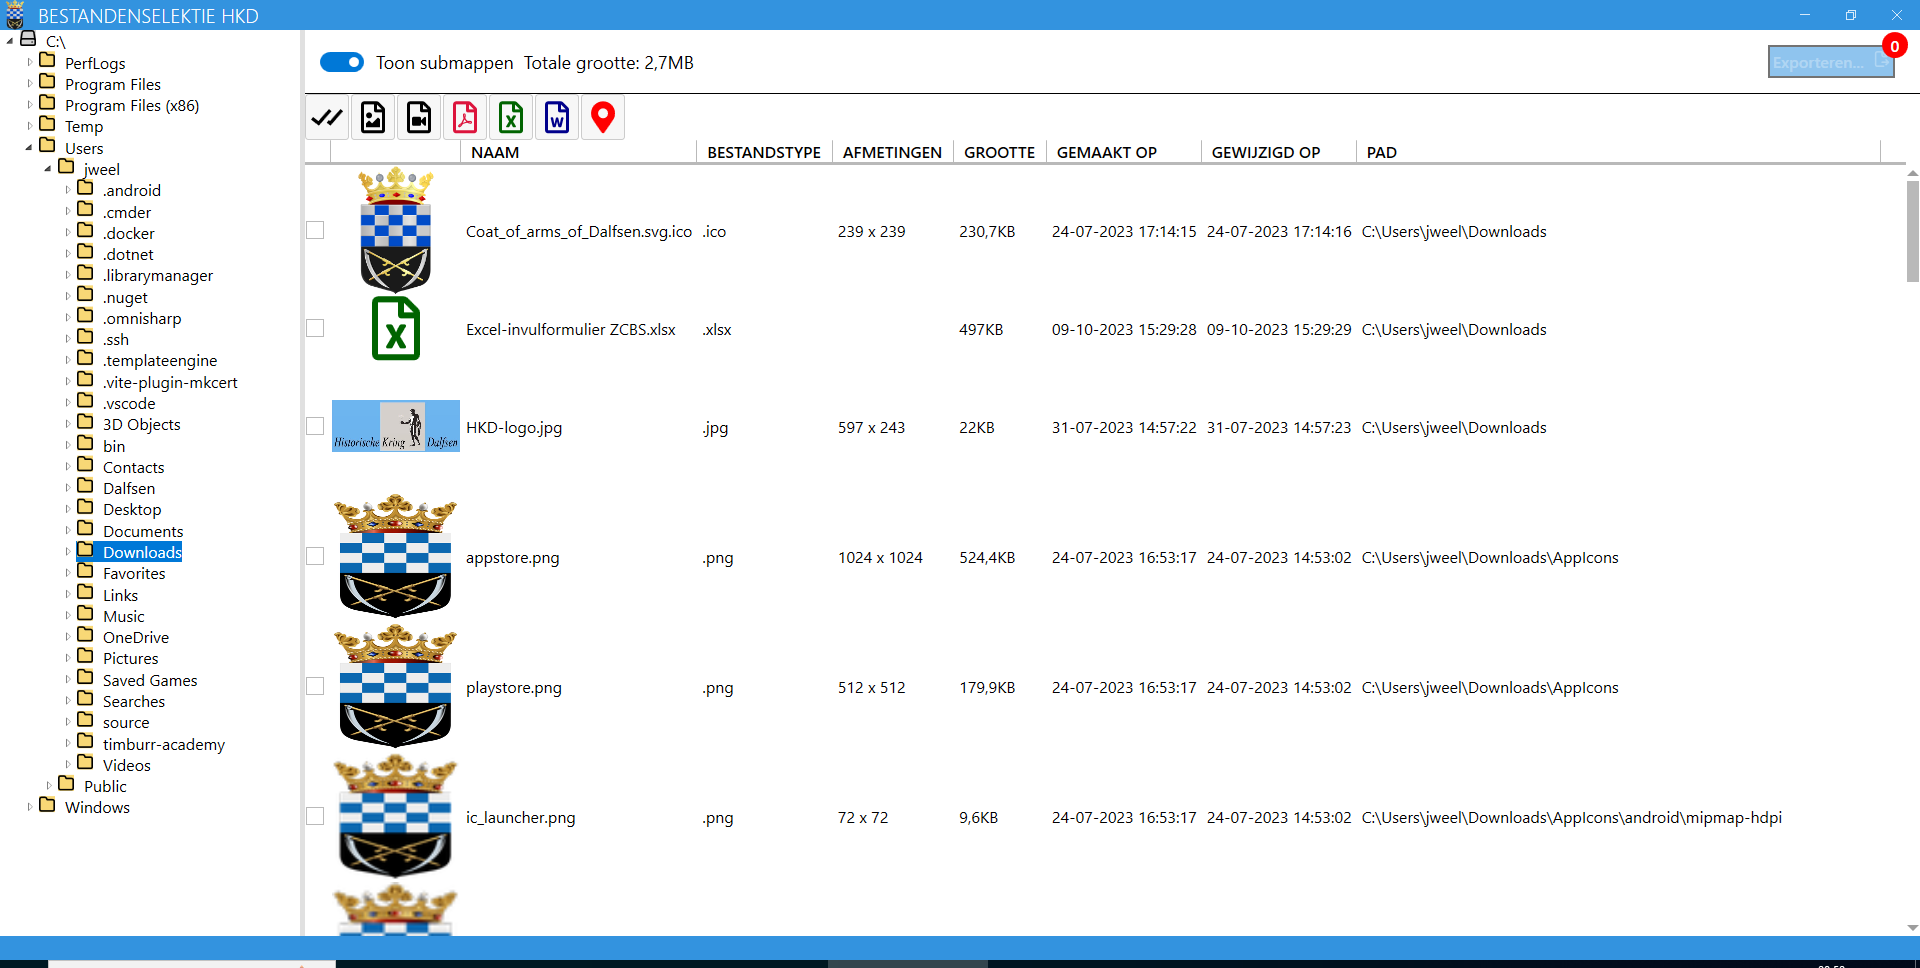 BESTANDENSELEKTIE HKD
C:\
PerfLogs
Program Files
Program Files (x86)
Temp
Users
jweel
.android
.cmder
.docker
.dotnet
.librarymanager
.nuget
.omnisharp
.ssh
.templateengine
.vite-plugin-mkcert
.vscode
3D Objects
bin
Contacts
Dalfsen
Desktop
Documents
Downloads
Favorites
Links
Music
OneDrive
Pictures
Saved Games
Searches
source
timburr-academy
Videos
Public
Windows
Toon submappen Totale grootte: 2,7MB
Exporteren...
0
NAAM BESTANDSTYPE AFMETINGEN GROOTTE GEMAAKT OP GEWIJZIGD OP PAD
Coat_of_arms_of_Dalfsen.svg.ico .ico 239 x 239 230,7KB 24-07-2023 17:14:15 24-07-2023 17:14:16 C:\Users\jweel\Downloads
Excel-invulformulier ZCBS.xlsx .xlsx 497KB 09-10-2023 15:29:28 09-10-2023 15:29:29 C:\Users\jweel\Downloads
Historische Kring Dalfsen
HKD-logo.jpg .jpg 597 x 243 22KB 31-07-2023 14:57:22 31-07-2023 14:57:23 C:\Users\jweel\Downloads
appstore.png .png 1024 x 1024 524,4KB 24-07-2023 16:53:17 24-07-2023 14:53:02 C:\Users\jweel\Downloads\AppIcons
playstore.png .png 512 x 512 179,9KB 24-07-2023 16:53:17 24-07-2023 14:53:02 C:\Users\jweel\Downloads\AppIcons
ic_launcher.png .png 72 x 72 9,6KB 24-07-2023 16:53:17 24-07-2023 14:53:02 C:\Users\jweel\Downloads\AppIcons\android\mipmap-hdpi